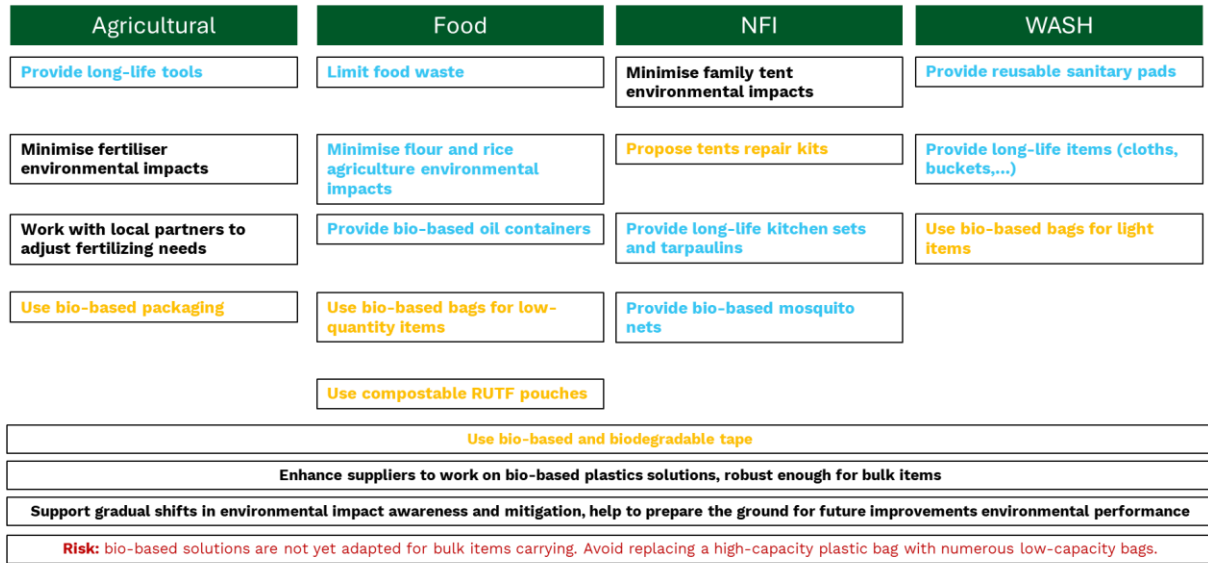 Agricultural
Food
NFI
WASH
Provide long-life tools
Limit food waste
Minimise family tent
environmental impacts
Provide reusable sanitary pads
Minimise fertiliser
environmental impacts
Minimise flour and rice
agriculture environmental
impacts
Propose tents repair kits
Provide long-life items (cloths,
buckets,...)
Work with local partners to
adjust fertilizing needs
Provide bio-based oil containers
Provide long-life kitchen sets
and tarpaulins
Use bio-based bags for light
items
Use bio-based packaging
Use bio-based bags for low-
quantity items
Provide bio-based mosquito
nets
Use compostable RUTF pouches
Use bio-based and biodegradable tape
Enhance suppliers to work on bio-based plastics solutions, robust enough for bulk items
Support gradual shifts in environmental impact awareness and mitigation, help to prepare the ground for future improvements environmental performance
Risk: bio-based solutions are not yet adapted for bulk items carrying. Avoid replacing a high-capacity plastic bag with numerous low-capacity bags.